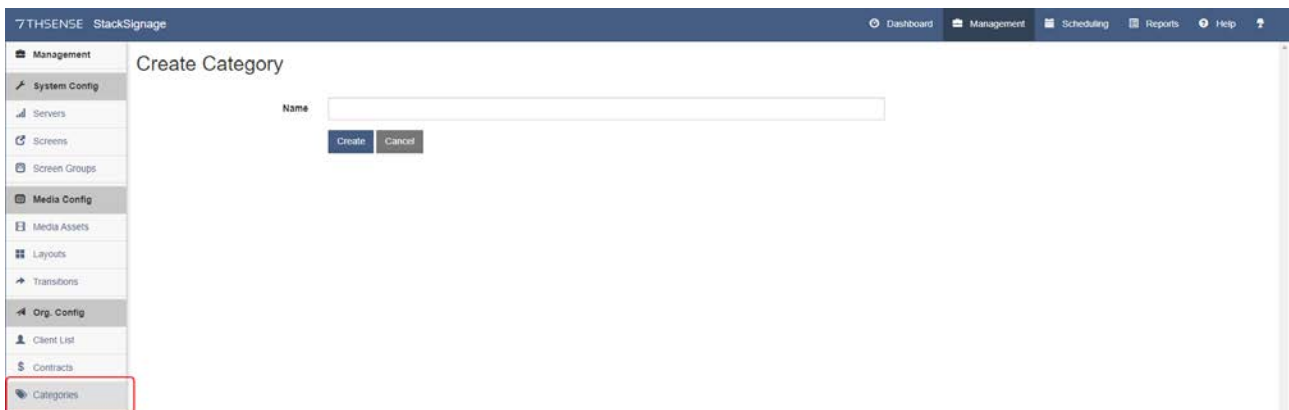 7THSENSE StackSignage
Dashboard Management Scheduling Reports Help
Management
System Config
Servers
Screens
Screen Groups
Media Config
Media Assets
Layouts
Transitions
Org. Config
Client List
$ Contracts
Categories
Create Category
Name
Create Cancel